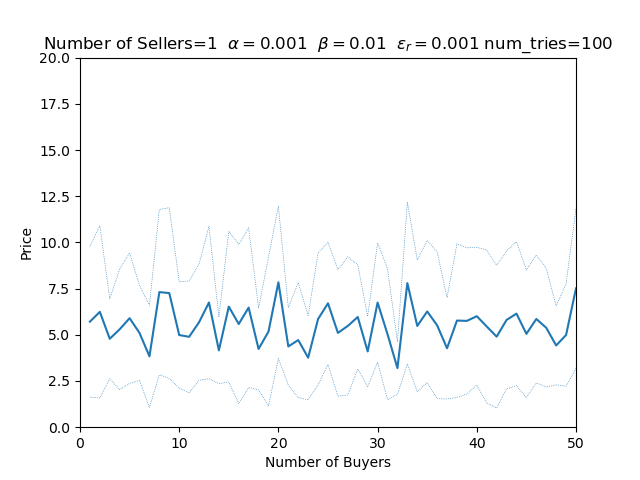 Number of Sellers=1 α = 0.001 β = 0.01 ε_r = 0.001 num_tries=100
20.0
17.5
15.0
12.5
10.0
7.5
5.0
2.5
0.0
Price
0 10 20 30 40 50
Number of Buyers